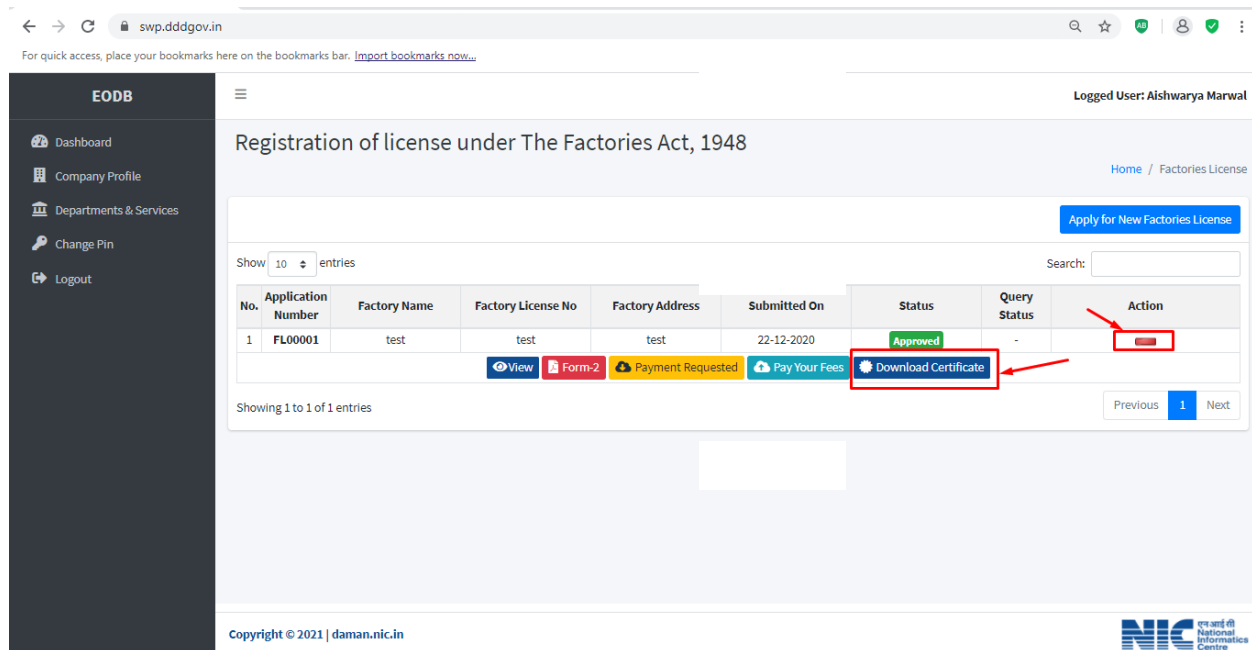 swp.dddgov.in
AB
For quick access, place your bookmarks here on the bookmarks bar. Import bookmarks now...
EODB
Logged User: Aishwarya Marwal
Dashboard
Company Profile
Departments & Services
Change Pin
Logout
Registration of license under The Factories Act, 1948
Home / Factories License
Apply for New Factories License
Show 10 entries
Search:
No. Application Number Factory Name Factory License No Factory Address Submitted On Status Query Status Action
1 FL00001 test test test 22-12-2020 Approved -
View Form-2 Payment Requested Pay Your Fees Download Certificate
Showing 1 to 1 of 1 entries
Previous 1 Next
Copyright © 2021 | daman.nic.in
NIC
एन आई सी
National
Informatics
Centre